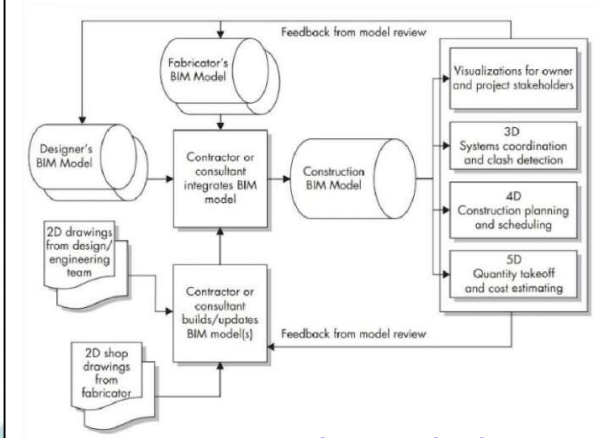 Feedback from model review
Fabricator's
BIM Model
Visualizations for owner
and project stakeholders
Designer's
BIM Model
Contractor or
consultant
integrates BIM
model
Construction
BIM Model
3D
Systems coordination
and clash detection
2D drawings
from design/
engineering
team
4D
Construction planning
and scheduling
Contractor or
consultant
builds/updates
BIM model(s)
5D
Quantity takeoff
and cost estimating
Feedback from model review
2D shop
drawings
from
fabricator